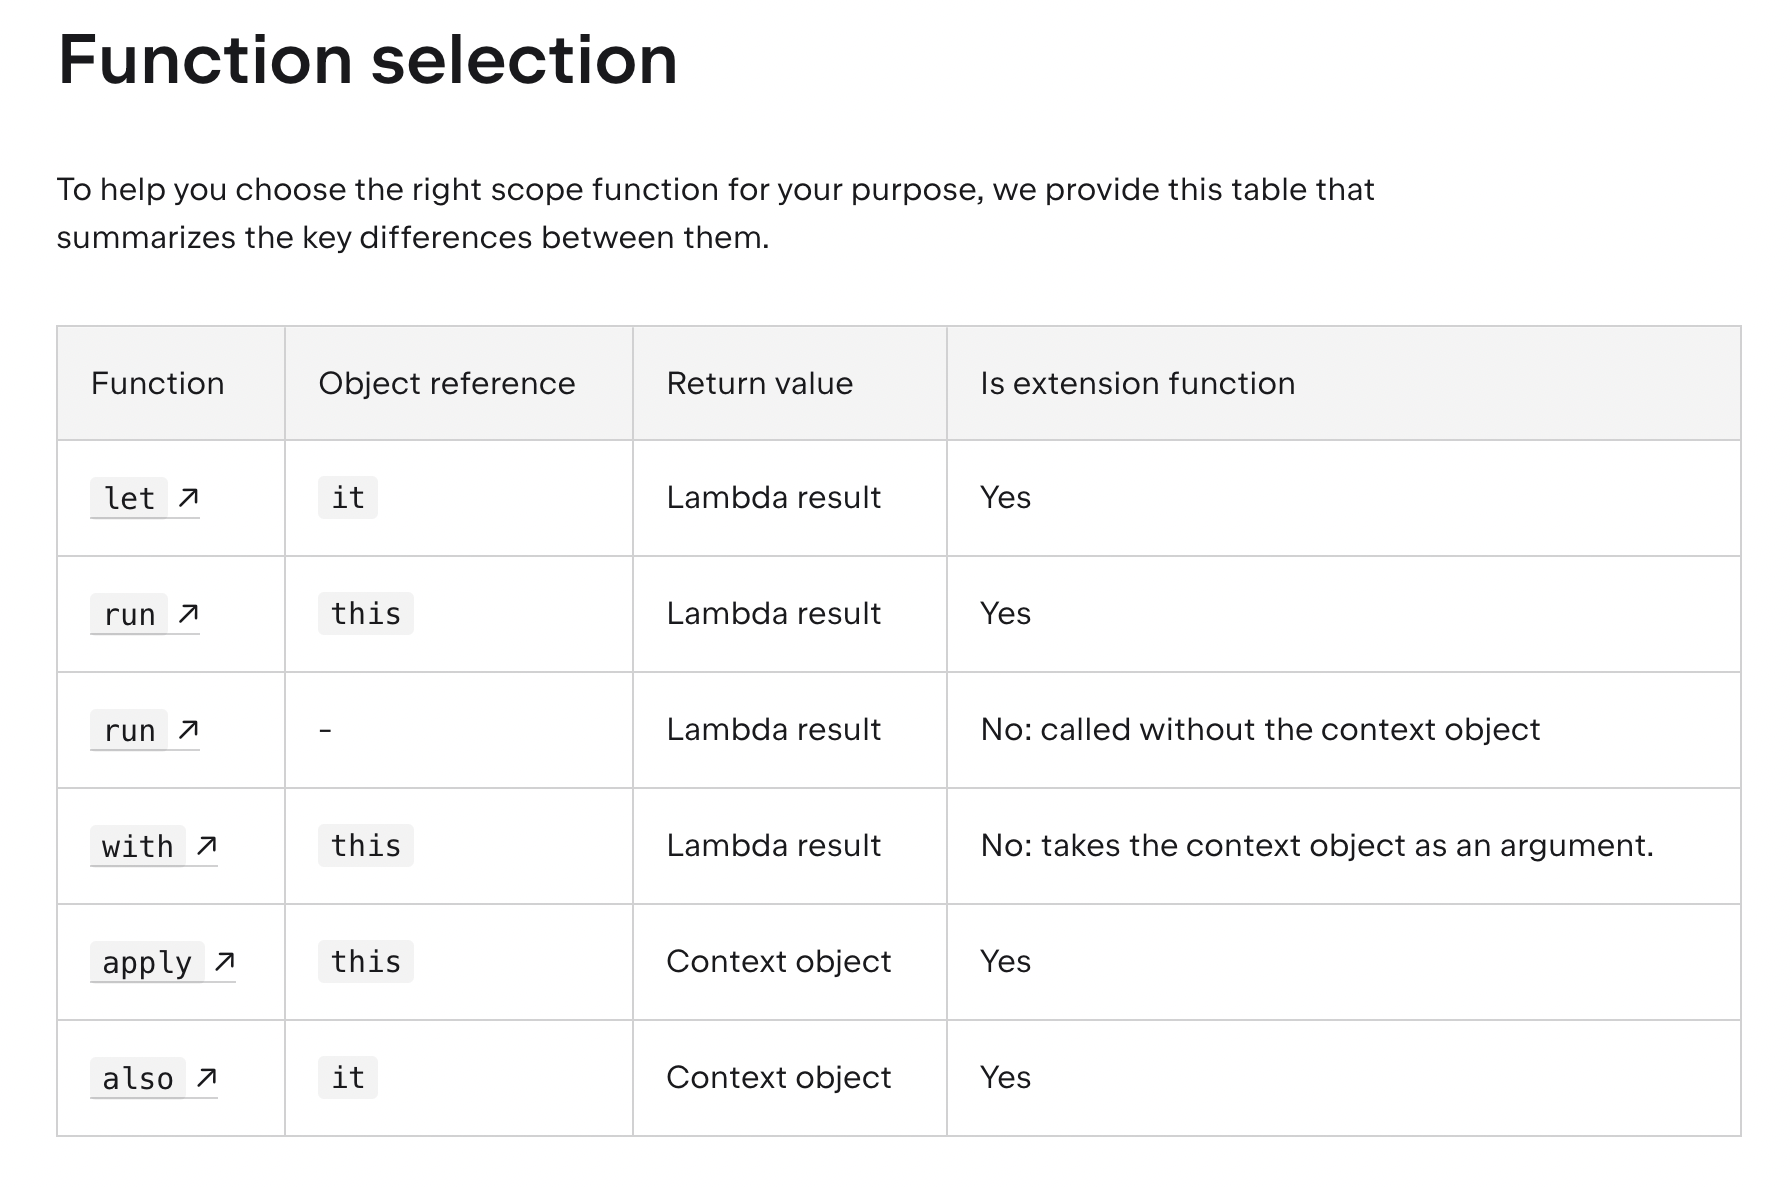 Function selection
To help you choose the right scope function for your purpose, we provide this table that
summarizes the key differences between them.
Function Object reference Return value Is extension function
let ↗ it Lambda result Yes
run ↗ this Lambda result Yes
run ↗ - Lambda result No: called without the context object
with ↗ this Lambda result No: takes the context object as an argument.
apply ↗ this Context object Yes
also ↗ it Context object Yes